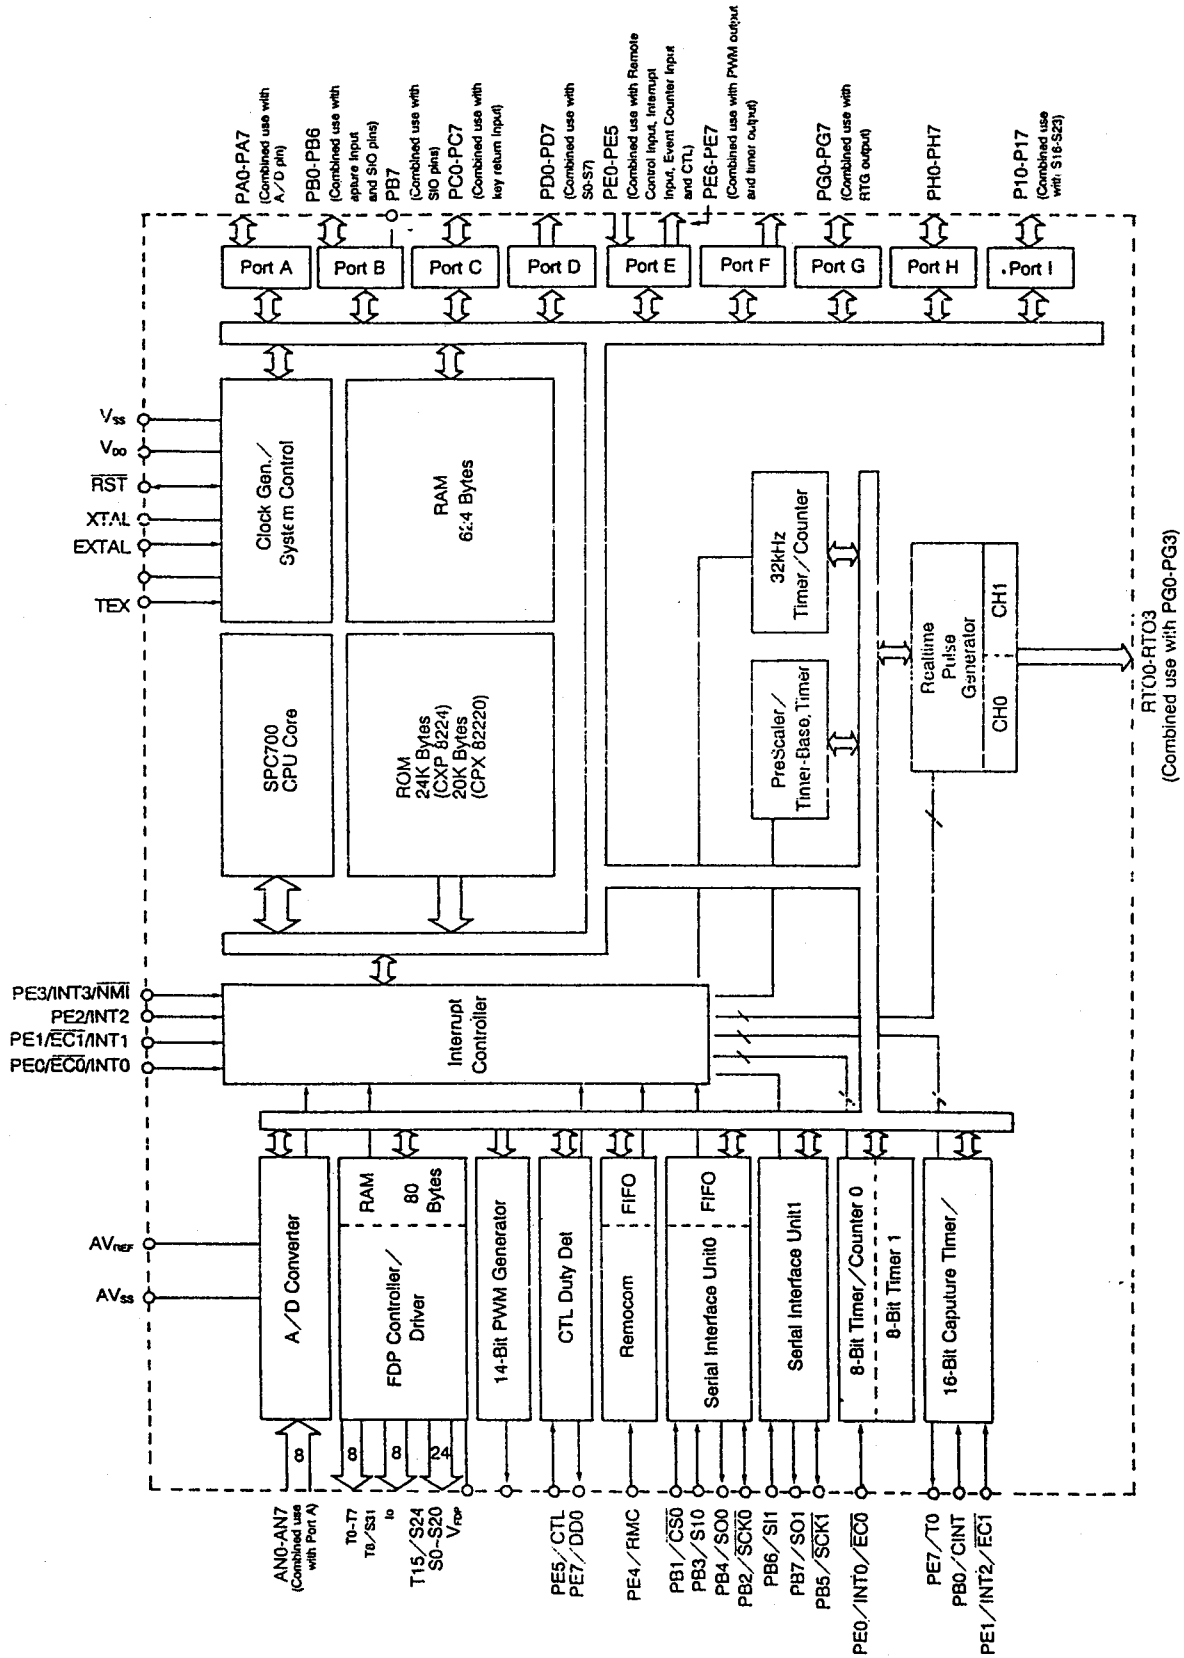 PA0-PA7
(Combined use with
A/D pin)
PB0-PB6
(Combined use with
apture Input
and SIO pins)
PB7
(Combined use with
SIO pins)
PC0-PC7
(Combined use with
key return Input)
PD0-PD7
(Combined use with
S0-S7)
PE0-PE5
(Combined use with Remote
Control Input, Interrupt
Input, Event Counter Input
and CTL)
PE6-PE7
(Combined use with PWM output
and timor output)
PG0-PG7
(Combined use with
RTG output)
PH0-PH7
P10-P17
(Combined use
with S16-S23)
Port A
Port B
Port C
Port D
Port E
Port F
Port G
Port H
Port I
VSS
VDD
RST
XTAL
EXTAL
TEX
Clock Gen./
System Control
RAM
624 Bytes
SPC700
CPU Core
ROM
24K Bytes
(CXP 8224)
20K Bytes
(CPX 82220)
32kHz
Timer/Counter
PreScaler/
Timer-Base, Timer
Realtime
Pulse
Generator
CH0
CH1
RTO0-RTO3
(Combined use with PG0-PG3)
PE3/INT3/NMI
PE2/INT2
PE1/EC1/INT1
PE0/EC0/INT0
Interrupt
Controller
AVREF
AVSS
A/D Converter
RAM
80
Bytes
FDP Controller/
Driver
14-Bit PWM Generator
CTL Duty Det
Remocom
FIFO
Serial Interface Unit0
FIFO
Serial Interface Unit1
8-Bit Timer/Counter 0
8-Bit Timer 1
16-Bit Caputure Timer/
8
8
8
24
AN0-AN7
(Combined use
with Port A)
T0-T7
T8/S31
to
T15/S24
S0-S20
VFDP
PE5/CTL
PE7/DD0
PE4/RMC
PB1/CS0
PB3/S10
PB4/SO0
PB2/SCK0
PB6/SI1
PB7/SO1
PB5/SCK1
PE0/INT0/EC0
PE7/T0
PB0/CINT
PE1/INT2/EC1